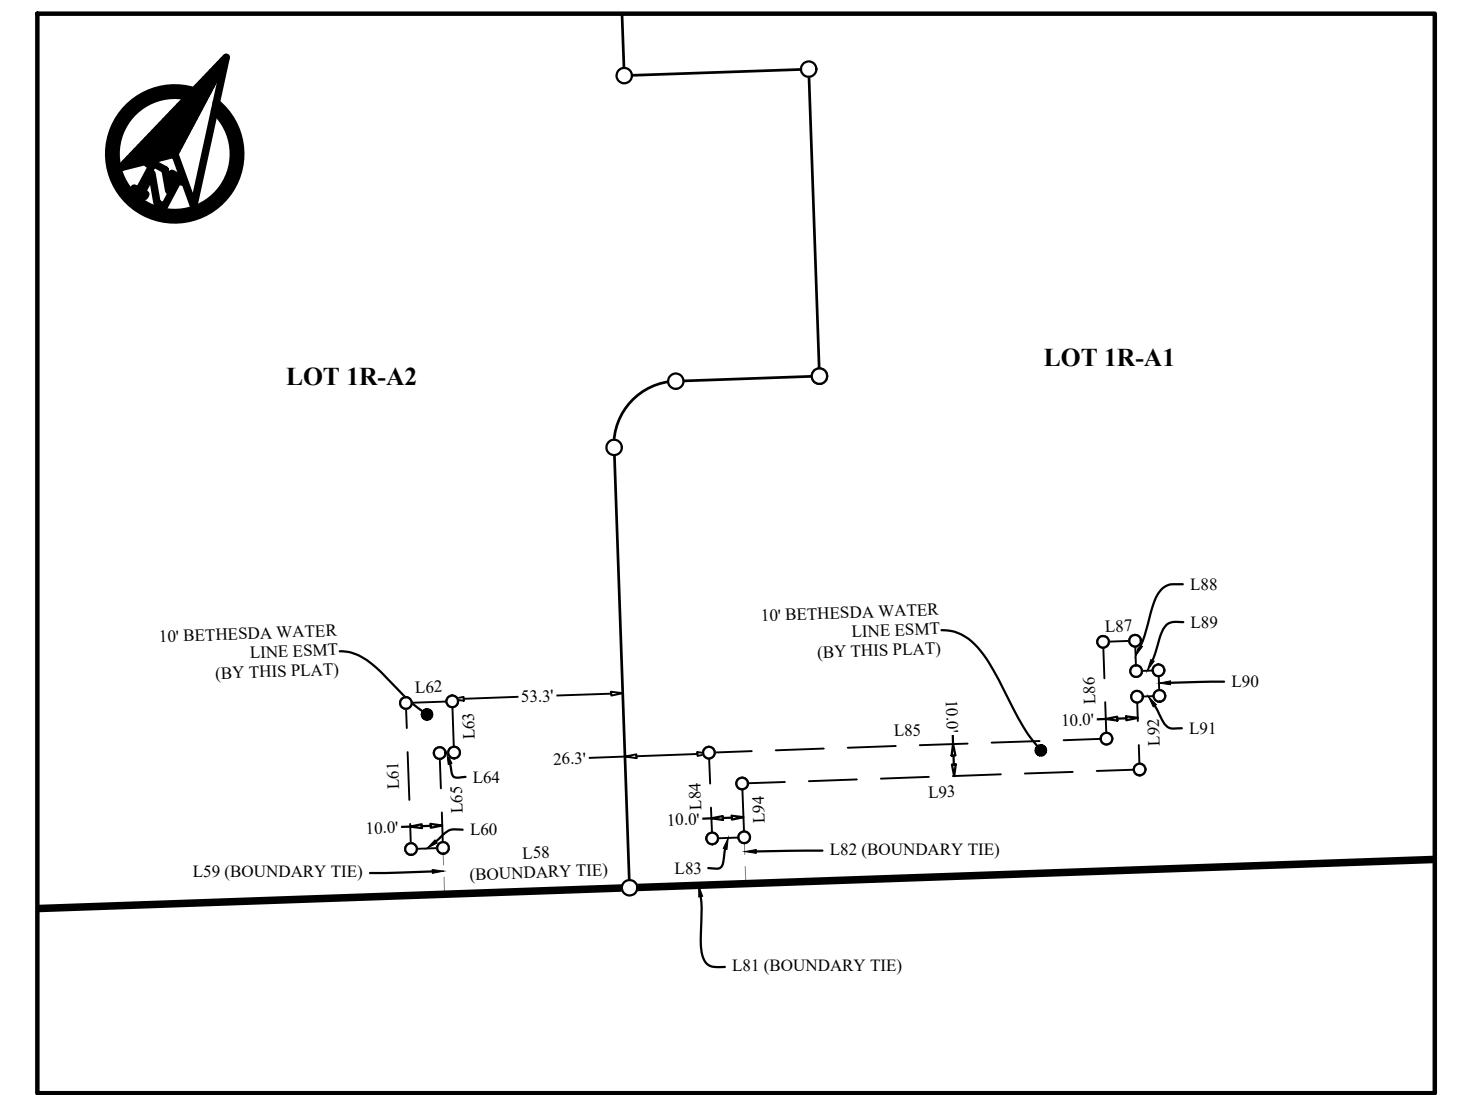 LOT 1R-A1
LOT 1R-A2
L88
10' BETHESDA WATER
LINE ESMT
(BY THIS PLAT)
L87
L89
10' BETHESDA WATER
LINE ESMT
(BY THIS PLAT)
L90
L62
L86
53.3'
10.0'
10.0'
L63
L85
L91
L92
26.3'
L61
L64
L93
L65
L84
L94
10.0'
10.0'
L60
L58
(BOUNDARY TIE)
L82 (BOUNDARY TIE)
L59 (BOUNDARY TIE)
L83
L81 (BOUNDARY TIE)